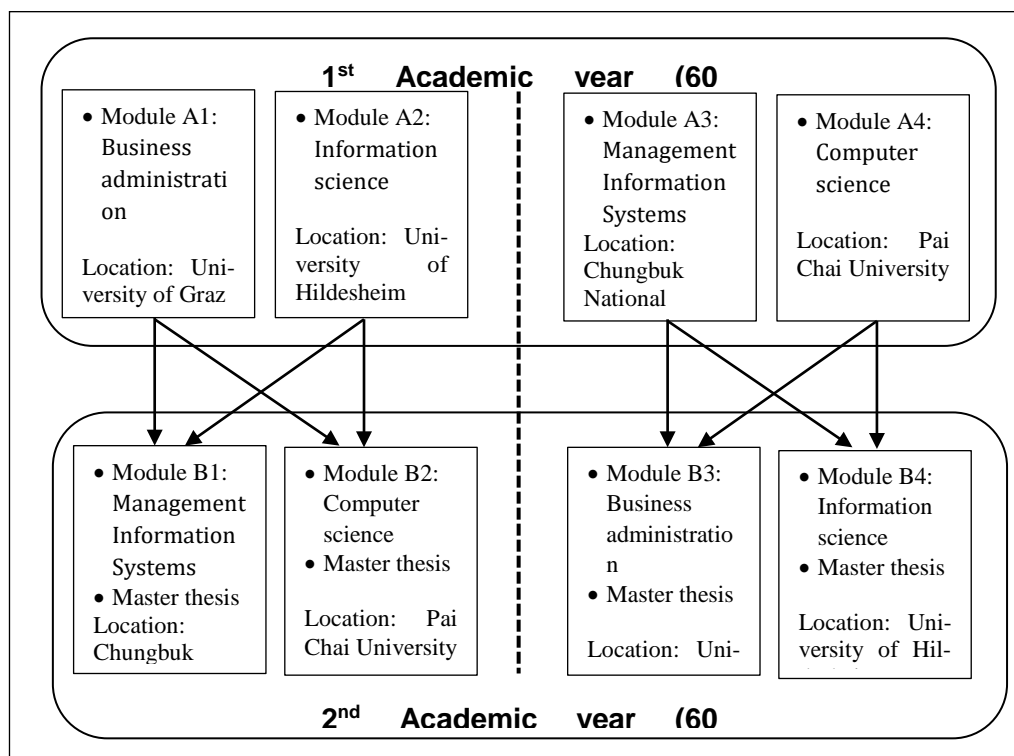 1st Academic year (60
• Module A1:
Business
administrati
on
Location: Uni-
versity of Graz
• Module A2:
Information
science
Location: Uni-
versity of
Hildesheim
• Module A3:
Management
Information
Systems
Location:
Chungbuk
National
• Module A4:
Computer
science
Location: Pai
Chai University
• Module B1:
Management
Information
Systems
• Master thesis
Location:
Chungbuk
• Module B2:
Computer
science
• Master thesis
Location: Pai
Chai University
• Module B3:
Business
administratio
n
• Master thesis
Location: Uni-
• Module B4:
Information
science
• Master thesis
Location: Uni-
versity of Hil-
2nd Academic year (60